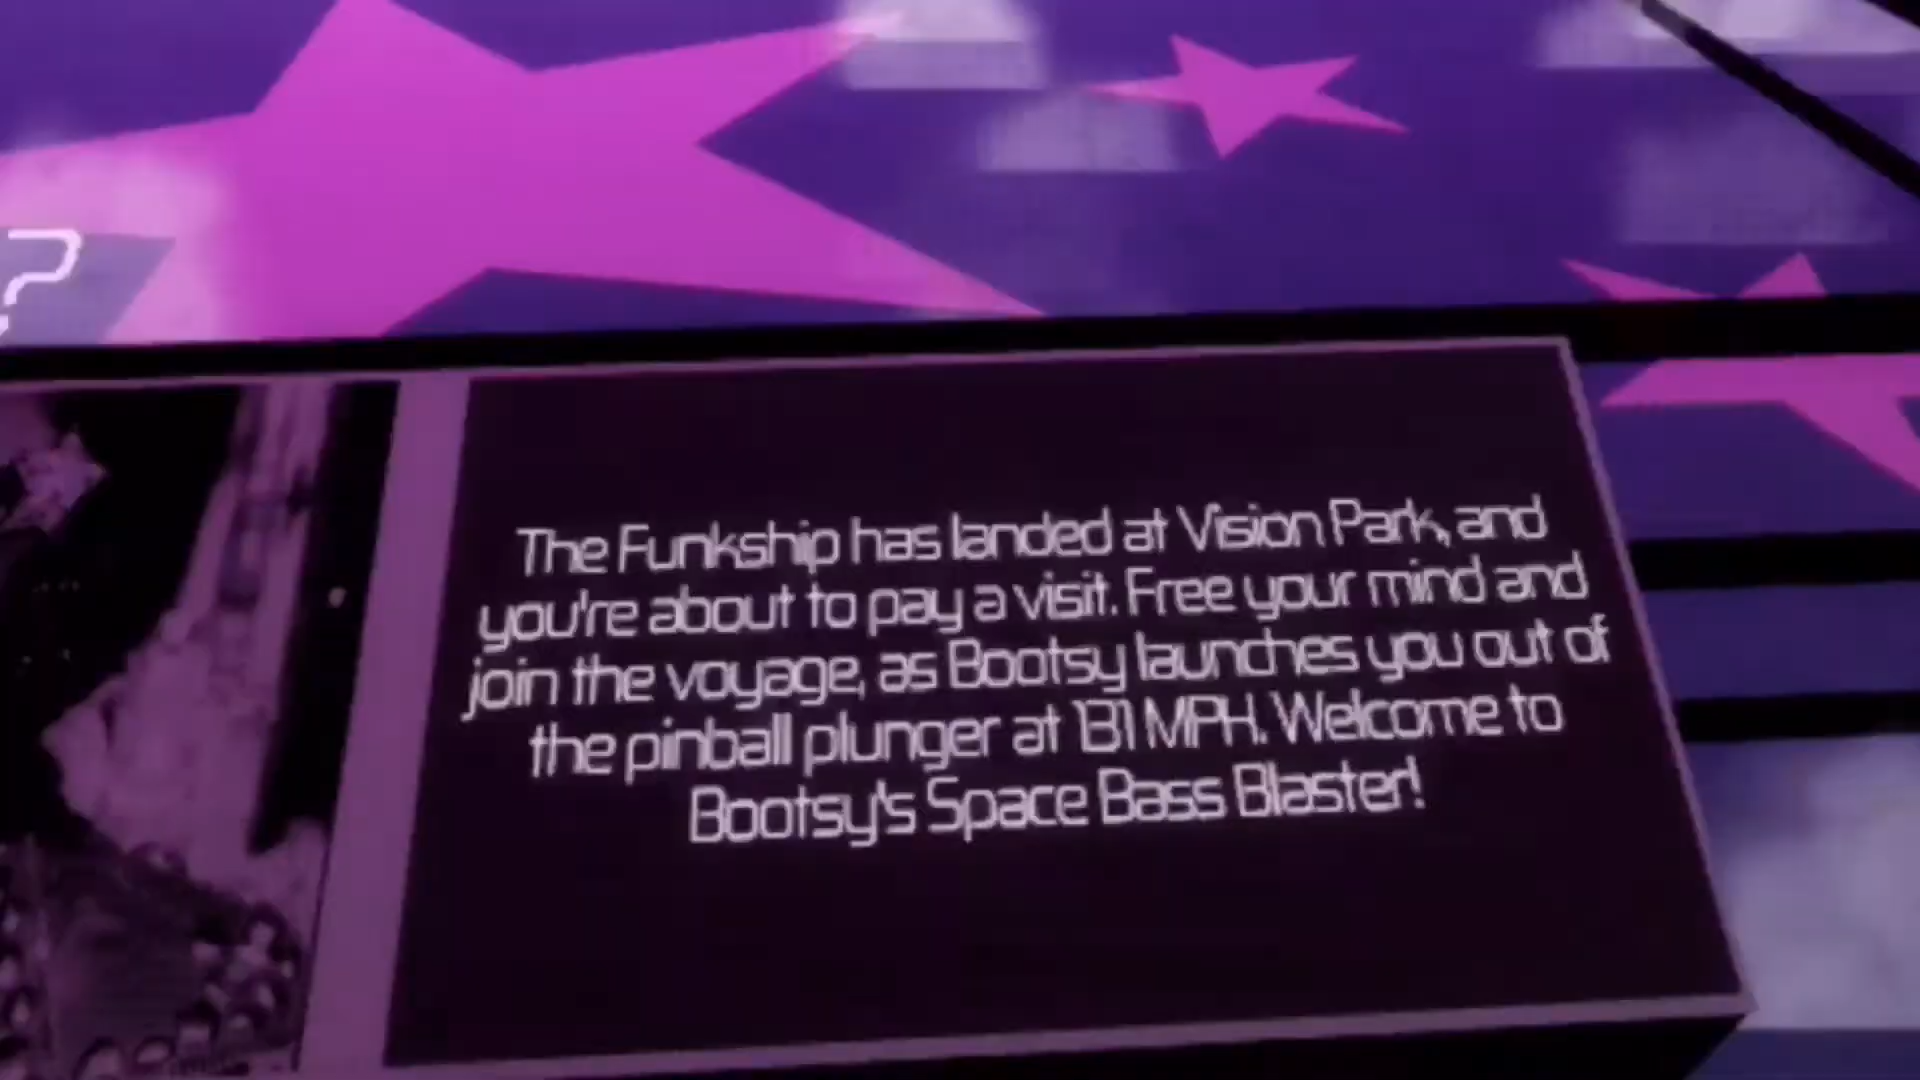 ?
The Funkship has landed at Vision Park, and
you're about to pay a visit. Free your mind and
join the voyage, as Bootsy launches you out of
the pinball plunger at 131 MPH. Welcome to
Bootsy's Space Bass Blaster!